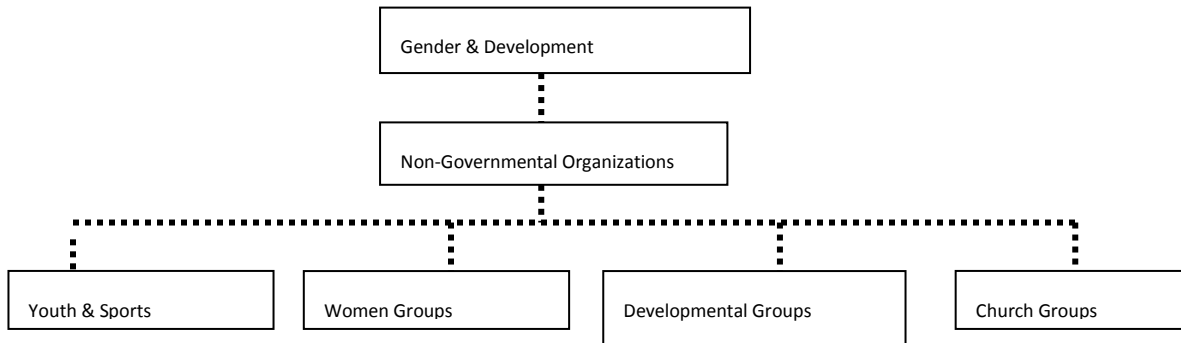 Gender & Development
Non-Governmental Organizations
Youth & Sports
Women Groups
Developmental Groups
Church Groups